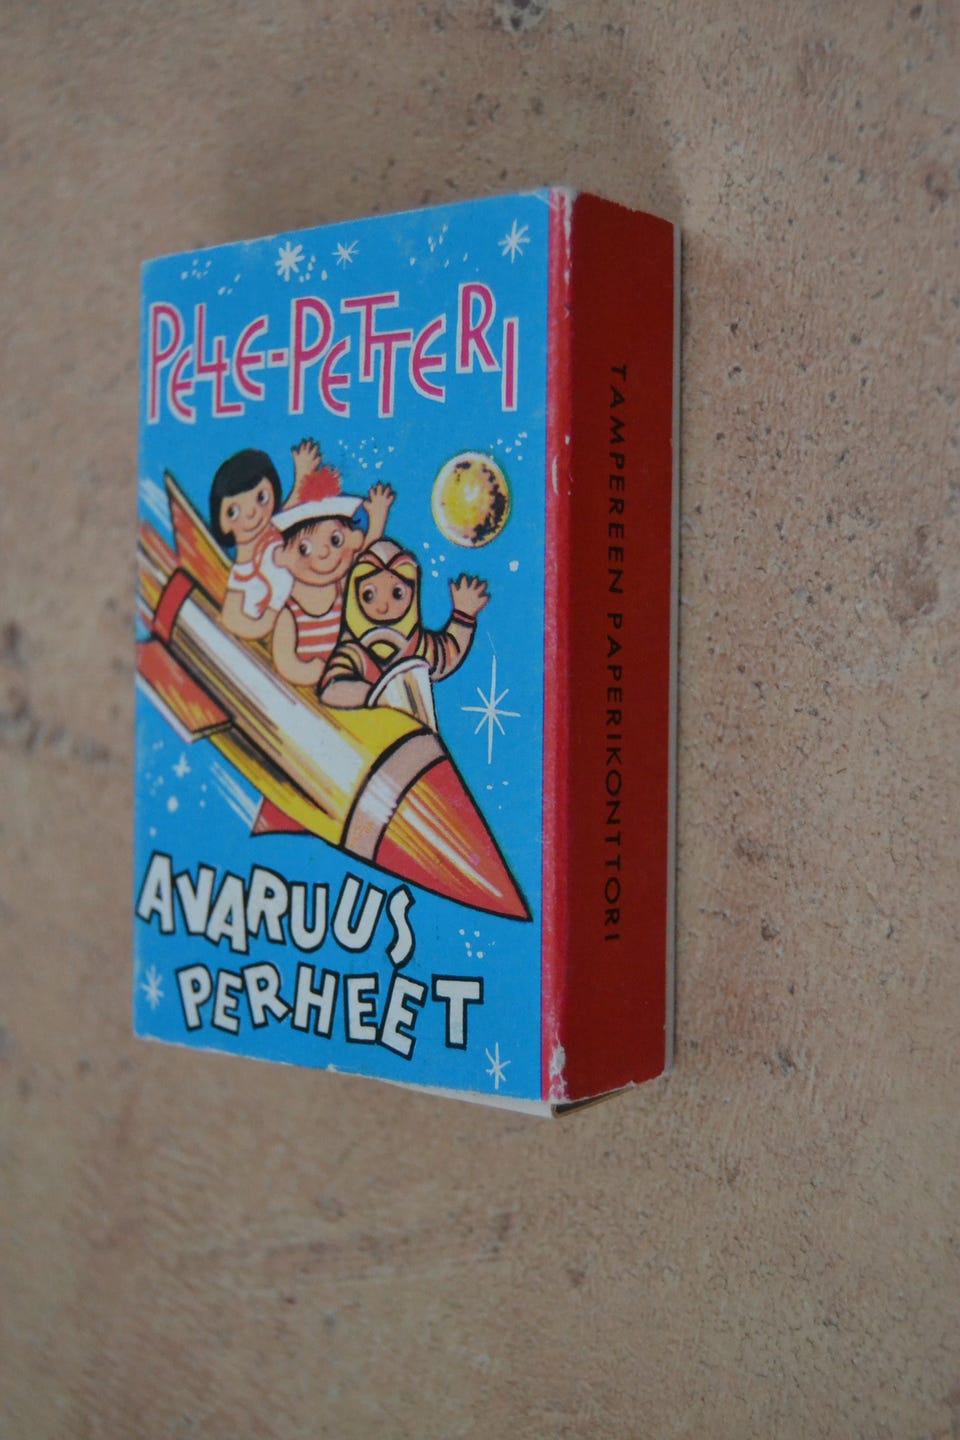 PELLE-PETTERI
AVARUUS
PERHEET
TAMPEREEN PAPERIKONTTORI